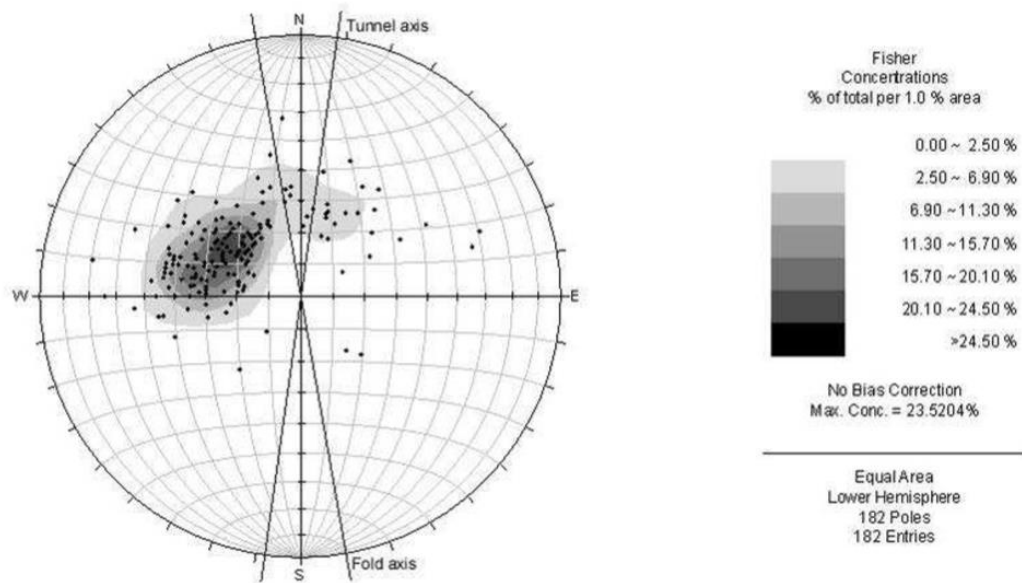 N
Tunnel axis
W
E
Fold axis
S
Fisher
Concentrations
% of total per 1.0 % area
0.00 ~ 2.50 %
2.50 ~ 6.90 %
6.90 ~ 11.30 %
11.30 ~ 15.70 %
15.70 ~ 20.10 %
20.10 ~ 24.50 %
>24.50 %
No Bias Correction
Max. Conc. = 23.5204%
Equal Area
Lower Hemisphere
182 Poles
182 Entries